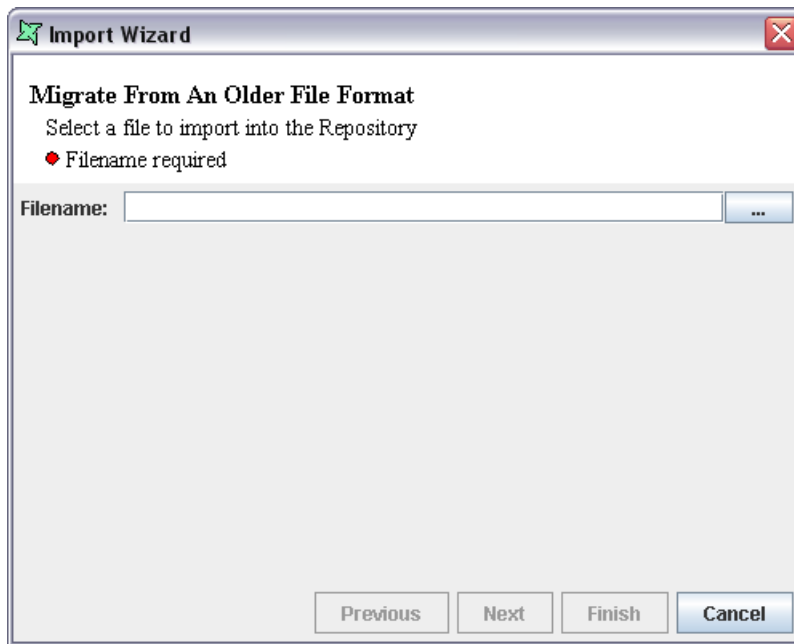 Import Wizard
Migrate From An Older File Format
Select a file to import into the Repository
Filename required
Filename: ...
Previous Next Finish Cancel